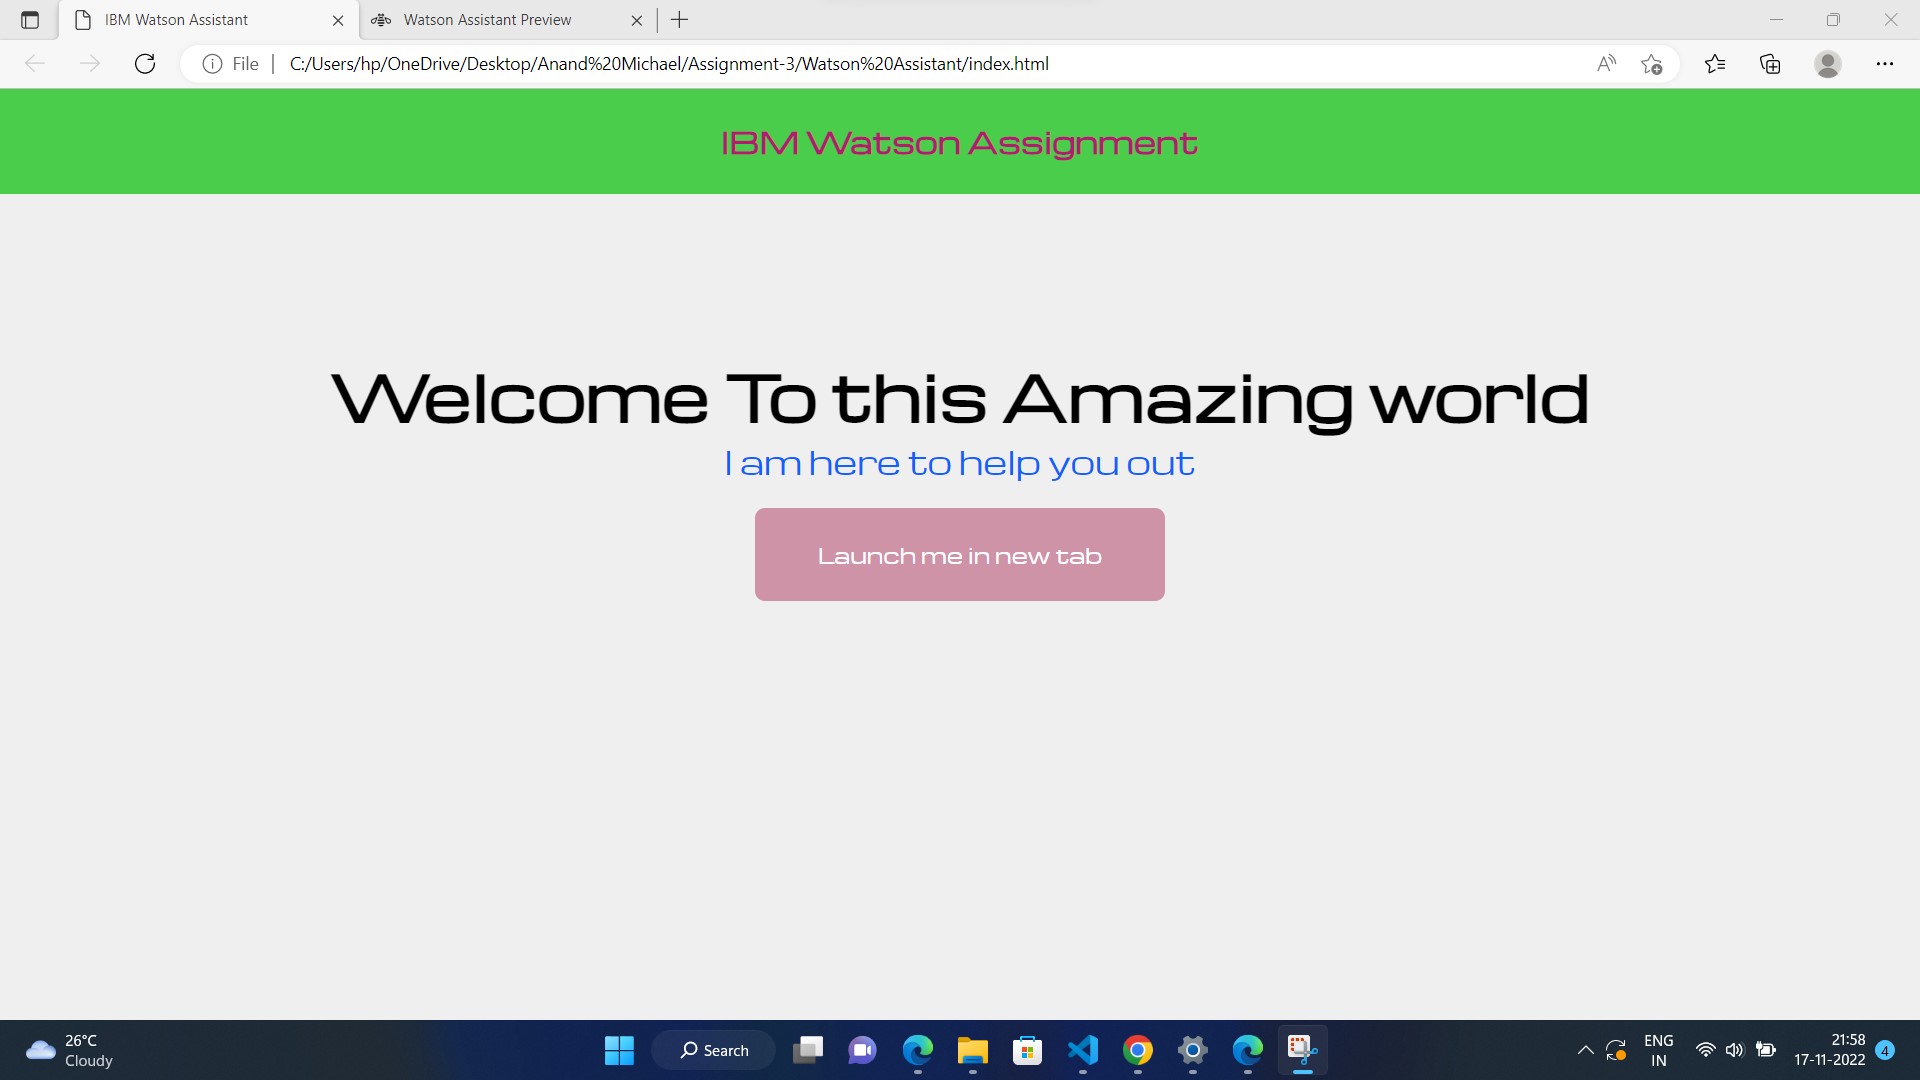 IBM Watson Assistant
Watson Assistant Preview
File
C:/Users/hp/OneDrive/Desktop/Anand%20Michael/Assignment-3/Watson%20Assistant/index.html
IBM Watson Assignment
Welcome To this Amazing world
I am here to help you out
Launch me in new tab
26°C
Cloudy
Search
ENG
IN
21:58
17-11-2022
4